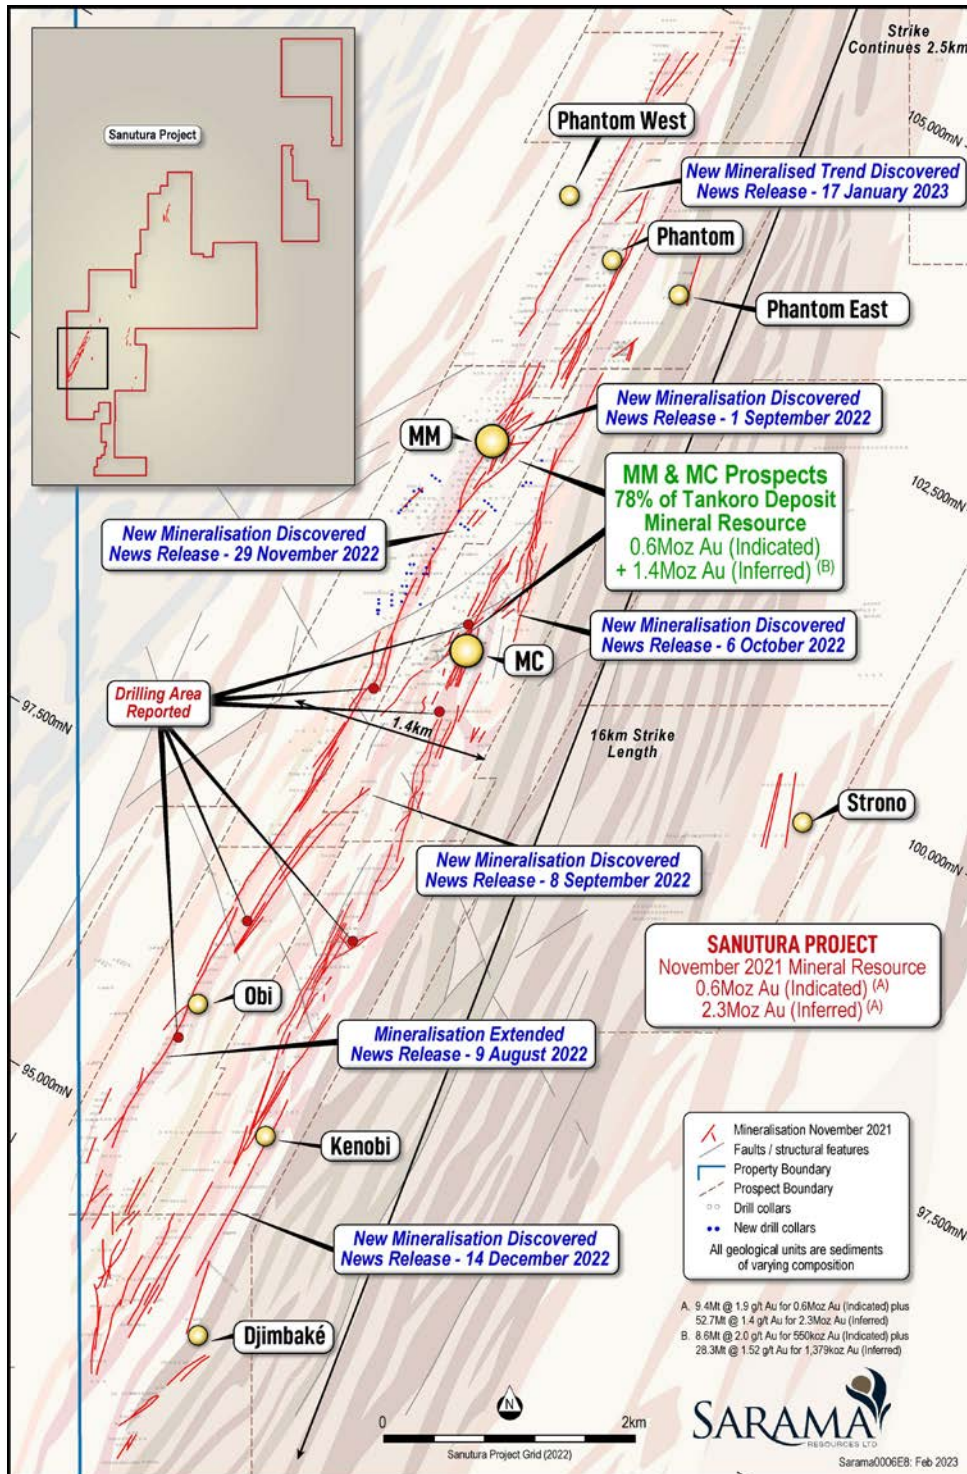 Strike
Continues 2.5km
Sanutura Project
Phantom West
105,000mN
New Mineralised Trend Discovered
News Release - 17 January 2023
Phantom
Phantom East
New Mineralisation Discovered
News Release - 1 September 2022
MM
MM & MC Prospects
78% of Tankoro Deposit
Mineral Resource
0.6Moz Au (Indicated)
+ 1.4Moz Au (Inferred) (B)
102,500mN
New Mineralisation Discovered
News Release - 29 November 2022
New Mineralisation Discovered
News Release - 6 October 2022
MC
Drilling Area
Reported
97,500mN
1.4km
16km Strike
Length
Strono
New Mineralisation Discovered
News Release - 8 September 2022
100,000mN
SANUTURA PROJECT
November 2021 Mineral Resource
0.6Moz Au (Indicated) (A)
2.3Moz Au (Inferred) (A)
Obi
Mineralisation Extended
News Release - 9 August 2022
95,000mN
Kenobi
Mineralisation November 2021
Faults / structural features
Property Boundary
Prospect Boundary
Drill collars
New drill collars
All geological units are sediments
of varying composition
97,500mN
New Mineralisation Discovered
News Release - 14 December 2022
Djimbaké
A. 9.4Mt @ 1.9 g/t Au for 0.6Moz Au (Indicated) plus
52.7Mt @ 1.4 g/t Au for 2.3Moz Au (Inferred)
B. 8.6Mt @ 2.0 g/t Au for 550koz Au (Indicated) plus
28.3Mt @ 1.52 g/t Au for 1,379koz Au (Inferred)
N
0 2km
Sanutura Project Grid (2022)
SARAMA
RESOURCES LTD
Sarama0006E8: Feb 2023